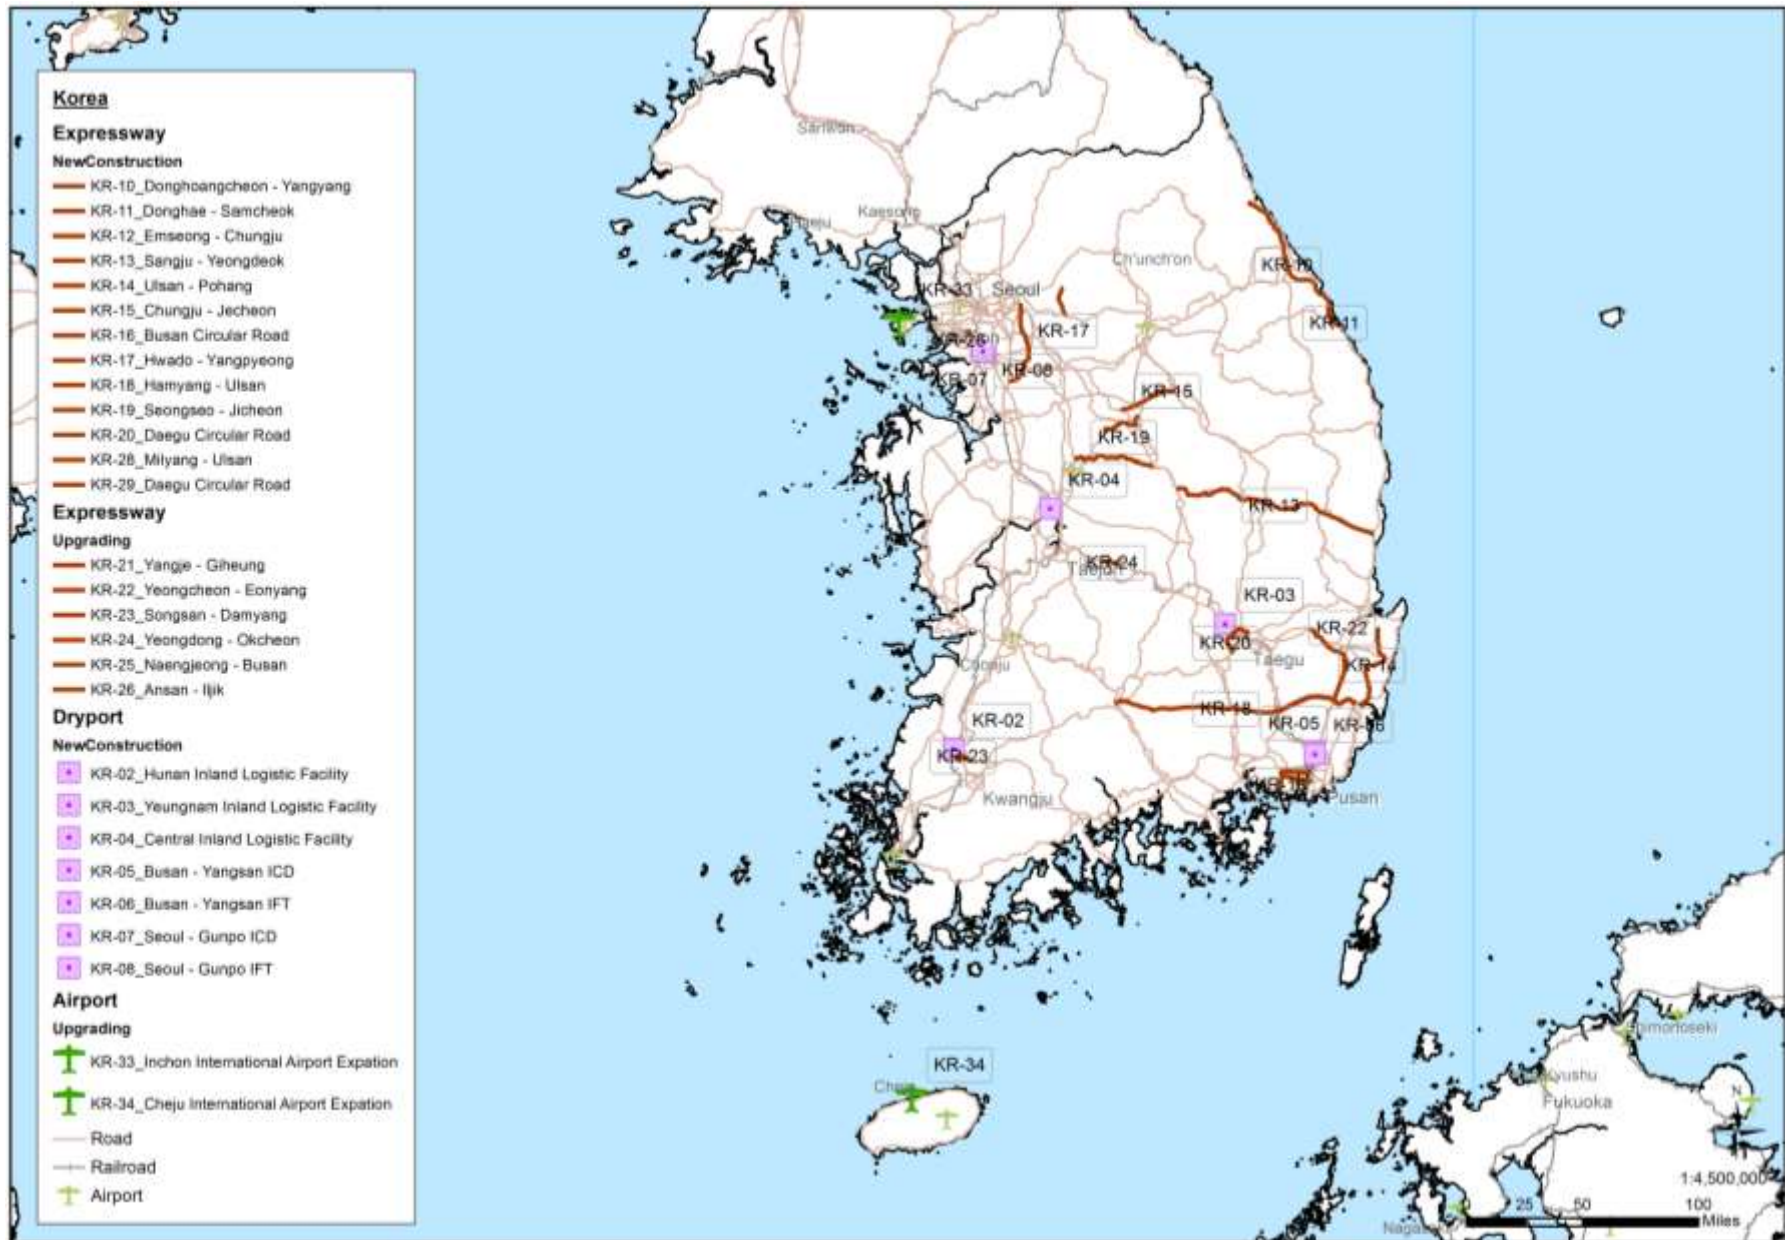 Korea
Expressway
NewConstruction
KR-10_Donghoangcheon - Yangyang
KR-11_Donghae - Samcheok
KR-12_Emseong - Chungju
KR-13_Sangju - Yeongdeok
KR-14_Ulsan - Pohang
KR-15_Chungju - Jecheon
KR-16_Busan Circular Road
KR-17_Hwado - Yangpyeong
KR-18_Hamyang - Ulsan
KR-19_Seongseo - Jicheon
KR-20_Daegu Circular Road
KR-28_Milyang - Ulsan
KR-29_Daegu Circular Road
Expressway
Upgrading
KR-21_Yangje - Giheung
KR-22_Yeongcheon - Eonyang
KR-23_Songsan - Damyang
KR-24_Yeongdong - Okcheon
KR-25_Naengjeong - Busan
KR-26_Ansan - Iljik
Dryport
NewConstruction
KR-02_Hunan Inland Logistic Facility
KR-03_Yeungnam Inland Logistic Facility
KR-04_Central Inland Logistic Facility
KR-05_Busan - Yangsan ICD
KR-06_Busan - Yangsan IFT
KR-07_Seoul - Gunpo ICD
KR-08_Seoul - Gunpo IFT
Airport
Upgrading
KR-33_Inchon International Airport Expation
KR-34_Cheju International Airport Expation
Road
Railroad
Airport
Sariwon
Kaesong
Haeju
Ch'unch'on
KR-10
KR-33
Seoul
KR-17
KR-11
KR-26
KR-07
KR-08
KR-15
KR-19
KR-04
KR-13
KR-24
Taejon
KR-03
KR-20
KR-22
Taegu
KR-14
Chonju
KR-18
KR-02
KR-05
KR-06
KR-23
Kwangju
Pusan
KR-34
Cheju
Shimonoseki
Kyushu
Fukuoka
N
1:4,500,000
25
50
100
Miles